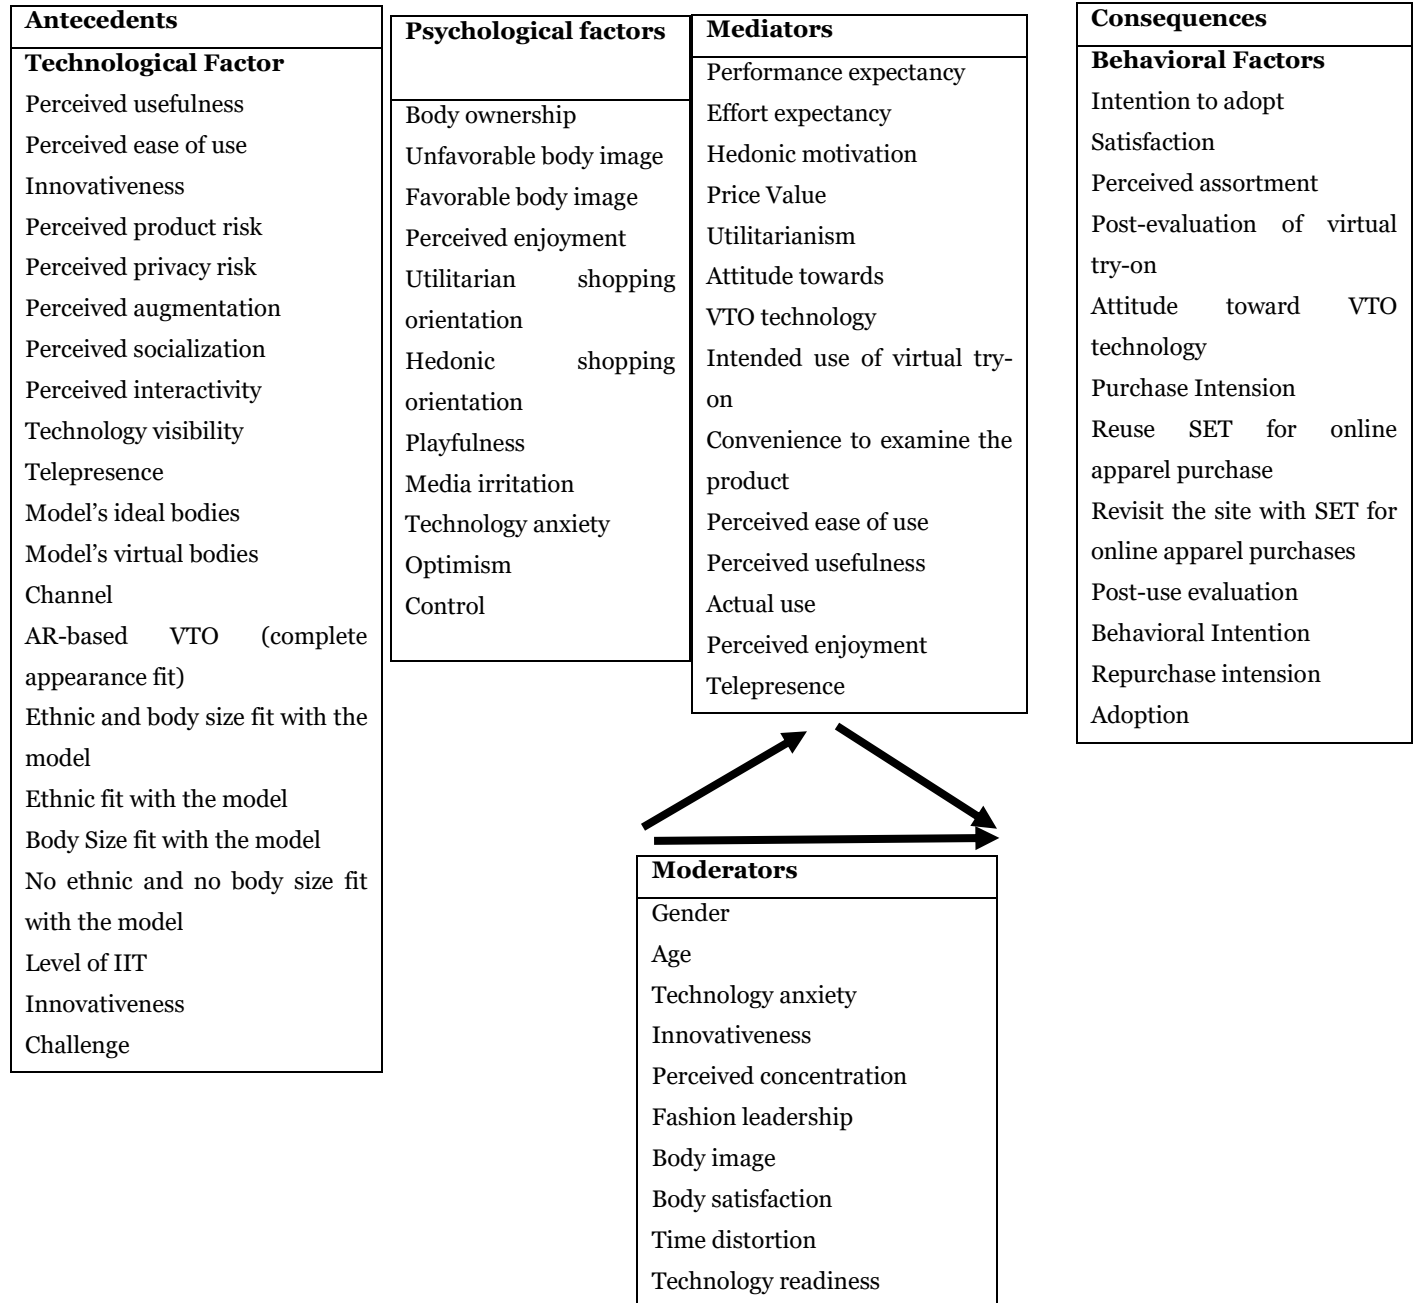 Antecedents
Technological Factor
Perceived usefulness
Perceived ease of use
Innovativeness
Perceived product risk
Perceived privacy risk
Perceived augmentation
Perceived socialization
Perceived interactivity
Technology visibility
Telepresence
Model’s ideal bodies
Model’s virtual bodies
Channel
AR-based VTO (complete
appearance fit)
Ethnic and body size fit with the
model
Ethnic fit with the model
Body Size fit with the model
No ethnic and no body size fit
with the model
Level of IIT
Innovativeness
Challenge
Psychological factors
Body ownership
Unfavorable body image
Favorable body image
Perceived enjoyment
Utilitarian shopping
orientation
Hedonic shopping
orientation
Playfulness
Media irritation
Technology anxiety
Optimism
Control
Mediators
Performance expectancy
Effort expectancy
Hedonic motivation
Price Value
Utilitarianism
Attitude towards
VTO technology
Intended use of virtual try-
on
Convenience to examine the
product
Perceived ease of use
Perceived usefulness
Actual use
Perceived enjoyment
Telepresence
Consequences
Behavioral Factors
Intention to adopt
Satisfaction
Perceived assortment
Post-evaluation of virtual
try-on
Attitude toward VTO
technology
Purchase Intension
Reuse SET for online
apparel purchase
Revisit the site with SET for
online apparel purchases
Post-use evaluation
Behavioral Intention
Repurchase intension
Adoption
Moderators
Gender
Age
Technology anxiety
Innovativeness
Perceived concentration
Fashion leadership
Body image
Body satisfaction
Time distortion
Technology readiness